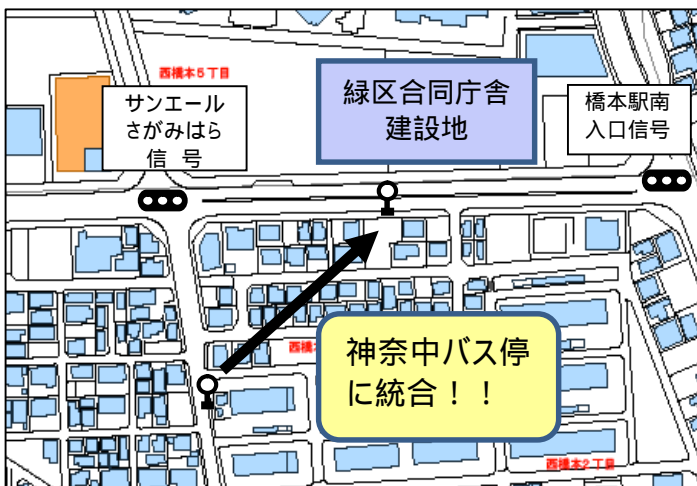 西橋本5丁目
サンエール
さがみはら
信 号
緑区合同庁舎
建設地
橋本駅南
入口信号
神奈中バス停
に統合！！
西橋本2丁目